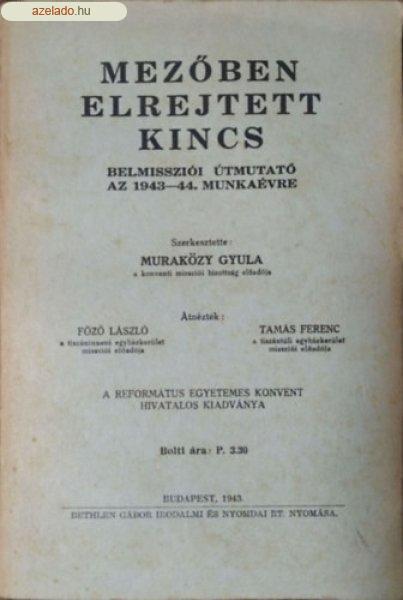 azelado.hu
MEZŐBEN
ELREJTETT
KINCS
BELMISSZIÓI ÚTMUTATÓ
AZ 1943—44. MUNKAÉVRE
Szerkesztette:
MURAKÖZY GYULA
a konventi missziói bizottság előadója
Átnézték:
FÖZŐ LÁSZLÓ
a tiszáninneni egyházkerület
missziói előadója
TAMÁS FERENC
a tiszántúli egyházkerület
missziói előadója
A REFORMÁTUS EGYETEMES KONVENT
HIVATALOS KIADVÁNYA
Bolti ára: P. 3.30
BUDAPEST, 1943.
BETHLEN GÁBOR IRODALMI ÉS NYOMDAI RT. NYOMÁSA.